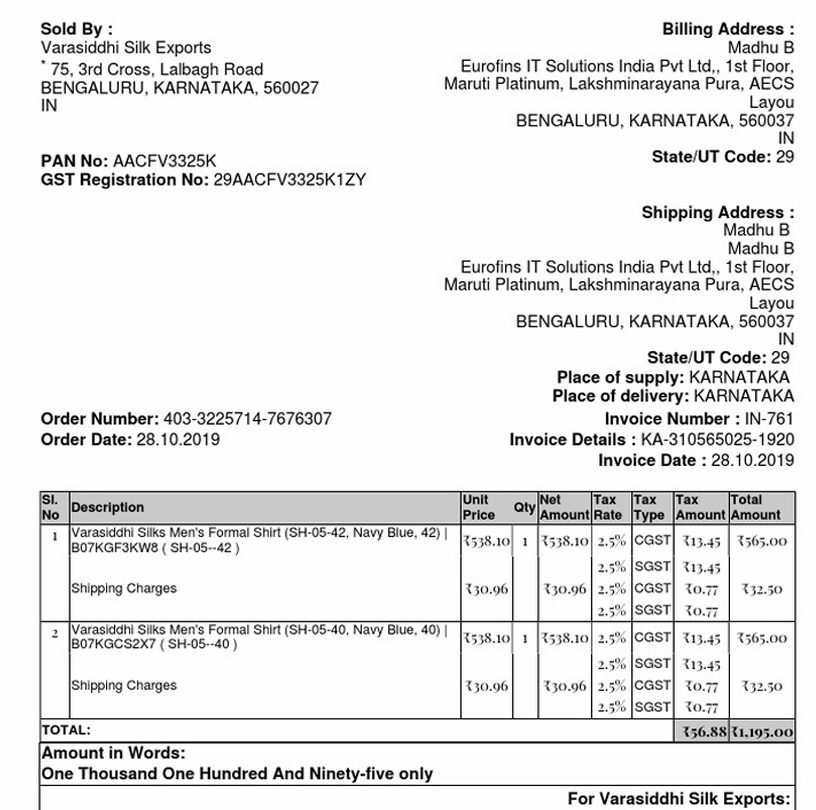 Sold By :
Varasiddhi Silk Exports
* 75, 3rd Cross, Lalbagh Road
BENGALURU, KARNATAKA, 560027
IN
PAN No: AACFV3325K
GST Registration No: 29AACFV3325K1ZY
Billing Address :
Madhu B
Eurofins IT Solutions India Pvt Ltd,, 1st Floor,
Maruti Platinum, Lakshminarayana Pura, AECS
Layou
BENGALURU, KARNATAKA, 560037
IN
State/UT Code: 29
Shipping Address :
Madhu B
Madhu B
Eurofins IT Solutions India Pvt Ltd,, 1st Floor,
Maruti Platinum, Lakshminarayana Pura, AECS
Layou
BENGALURU, KARNATAKA, 560037
IN
State/UT Code: 29
Place of supply: KARNATAKA
Place of delivery: KARNATAKA
Order Number: 403-3225714-7676307
Order Date: 28.10.2019
Invoice Number : IN-761
Invoice Details : KA-310565025-1920
Invoice Date : 28.10.2019
Sl. No Description Unit Price Qty Net Amount Tax Rate Tax Type Tax Amount Total Amount
1 Varasiddhi Silks Men's Formal Shirt (SH-05-42, Navy Blue, 42) |
B07KGF3KW8 ( SH-05--42 ) ₹538.10 1 ₹538.10 2.5% CGST ₹13.45 ₹565.00
2.5% SGST ₹13.45
Shipping Charges ₹30.96 ₹30.96 2.5% CGST ₹0.77 ₹32.50
2.5% SGST ₹0.77
2 Varasiddhi Silks Men's Formal Shirt (SH-05-40, Navy Blue, 40) |
B07KGCS2X7 ( SH-05--40 ) ₹538.10 1 ₹538.10 2.5% CGST ₹13.45 ₹565.00
2.5% SGST ₹13.45
Shipping Charges ₹30.96 ₹30.96 2.5% CGST ₹0.77 ₹32.50
2.5% SGST ₹0.77
TOTAL: ₹56.88 ₹1,195.00
Amount in Words:
One Thousand One Hundred And Ninety-five only
For Varasiddhi Silk Exports: